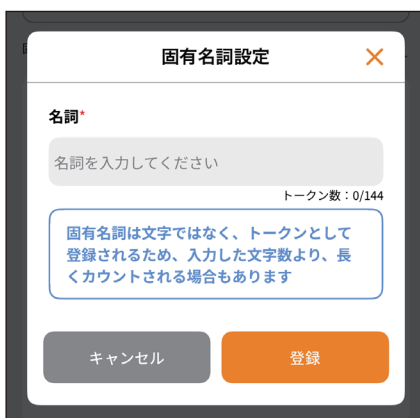 固有名詞設定
名詞*
名詞を入力してください
トークン数：0/144
固有名詞は文字ではなく、トークンとして
登録されるため、入力した文字数より、長
くカウントされる場合もあります
キャンセル
登録